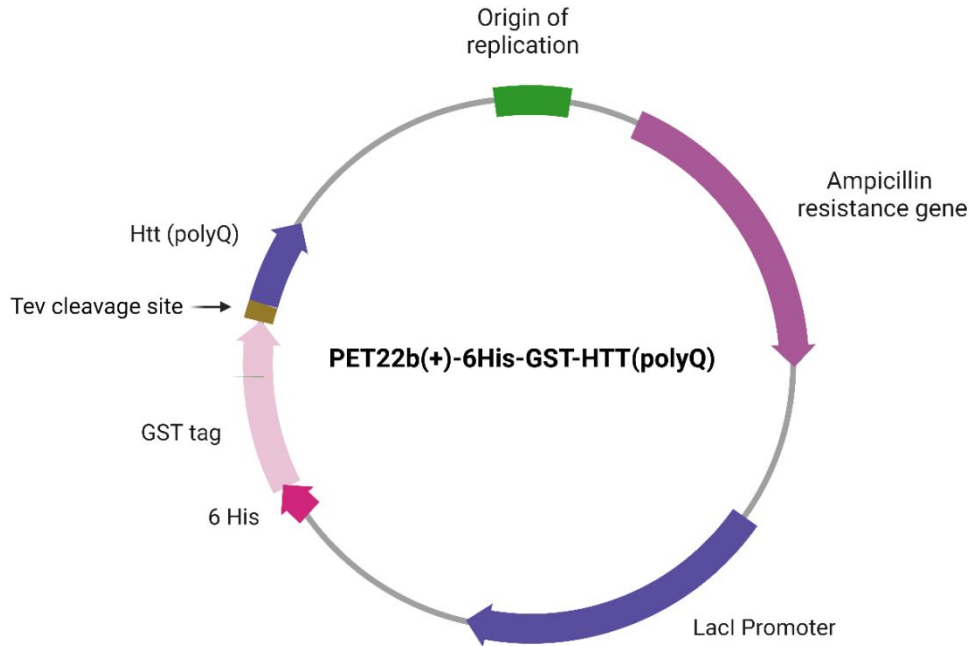 Origin of
replication
Ampicillin
resistance gene
Htt (polyQ)
Tev cleavage site
PET22b(+)-6His-GST-HTT(polyQ)
GST tag
6 His
LacI Promoter